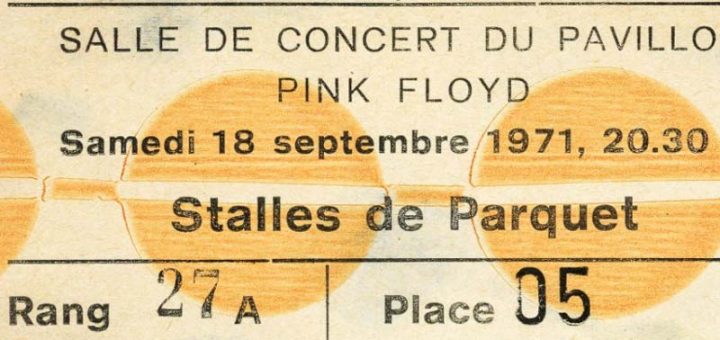 SALLE DE CONCERT DU PAVILLO
PINK FLOYD
Samedi 18 septembre 1971, 20.30
Stalles de Parquet
Rang 27 A Place 05